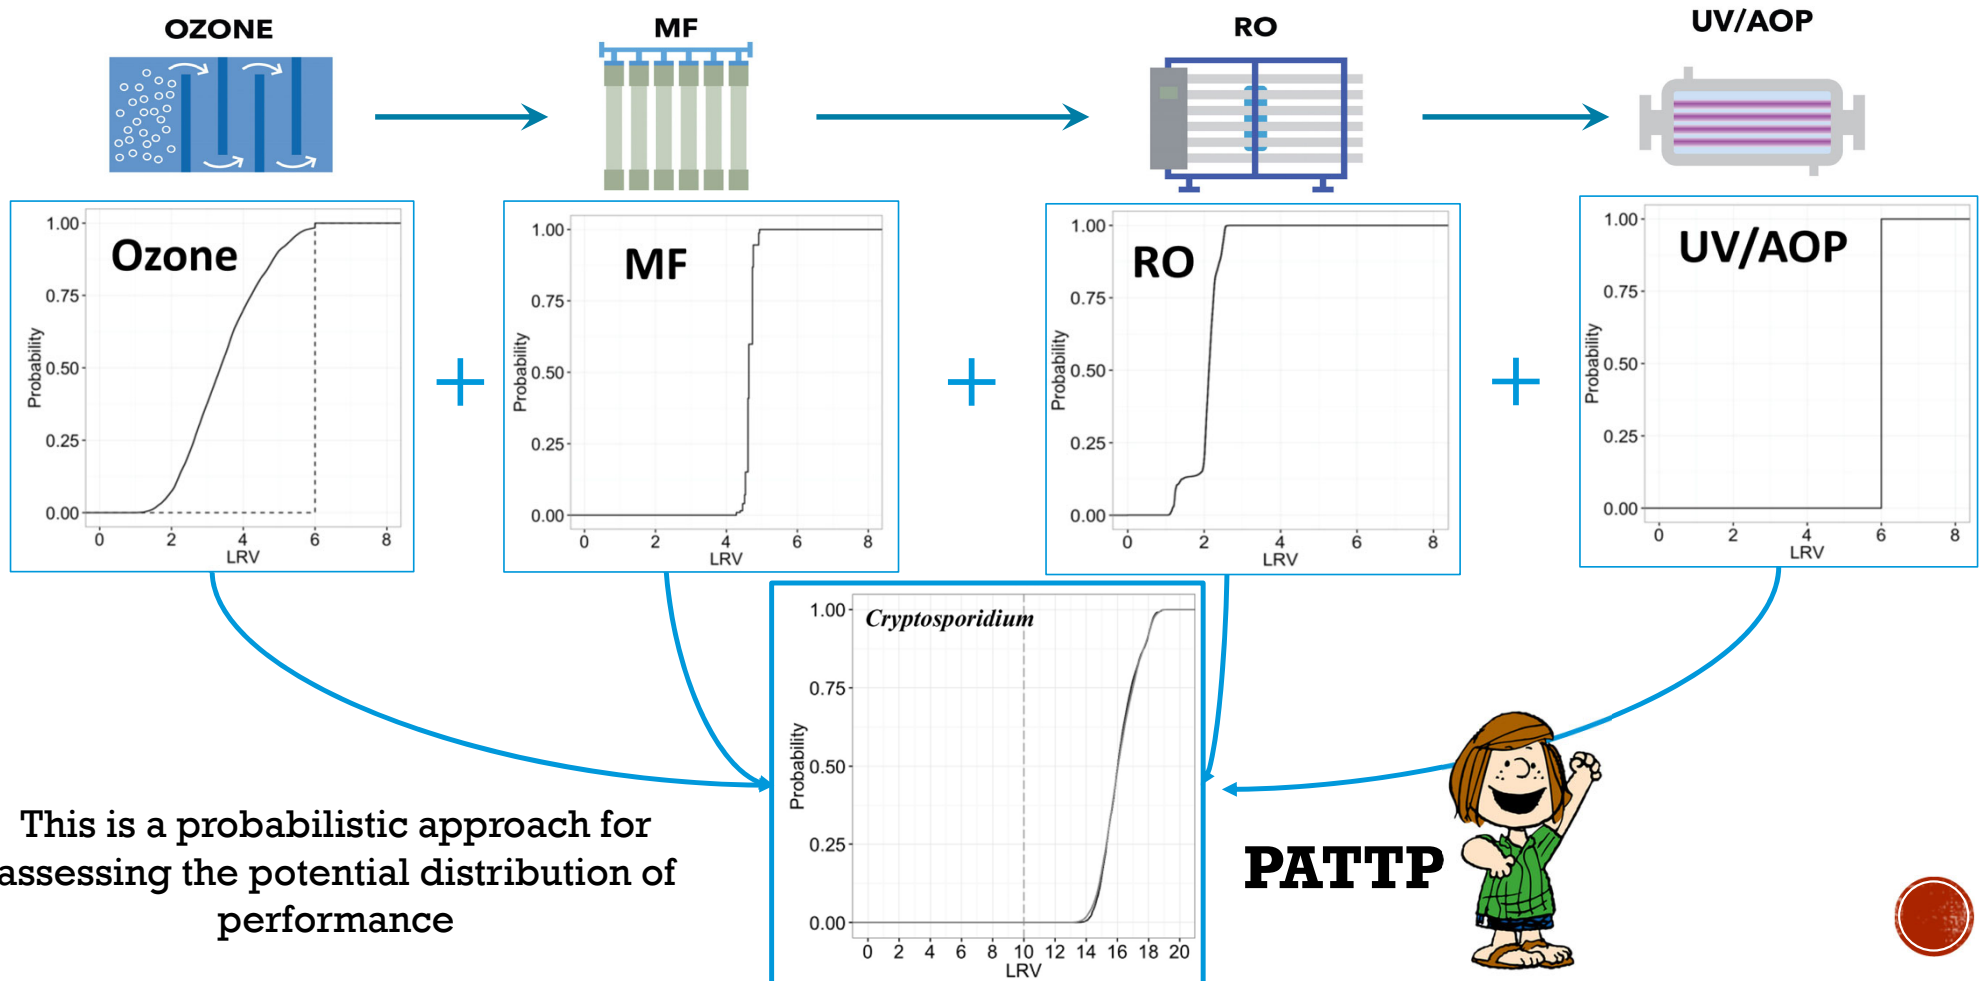 OZONE
MF
RO
UV/AOP
Ozone
1.00
0.75
0.50
0.25
0.00
Probability
0 2 4 6 8
LRV
+
MF
1.00
0.75
0.50
0.25
0.00
Probability
0 2 4 6 8
LRV
+
RO
1.00
0.75
0.50
0.25
0.00
Probability
0 2 4 6 8
LRV
+
UV/AOP
1.00
0.75
0.50
0.25
0.00
Probability
0 2 4 6 8
LRV
Cryptosporidium
1.00
0.75
0.50
0.25
0.00
Probability
0 2 4 6 8 10 12 14 16 18 20
LRV
This is a probabilistic approach for
assessing the potential distribution of
performance
PATTP